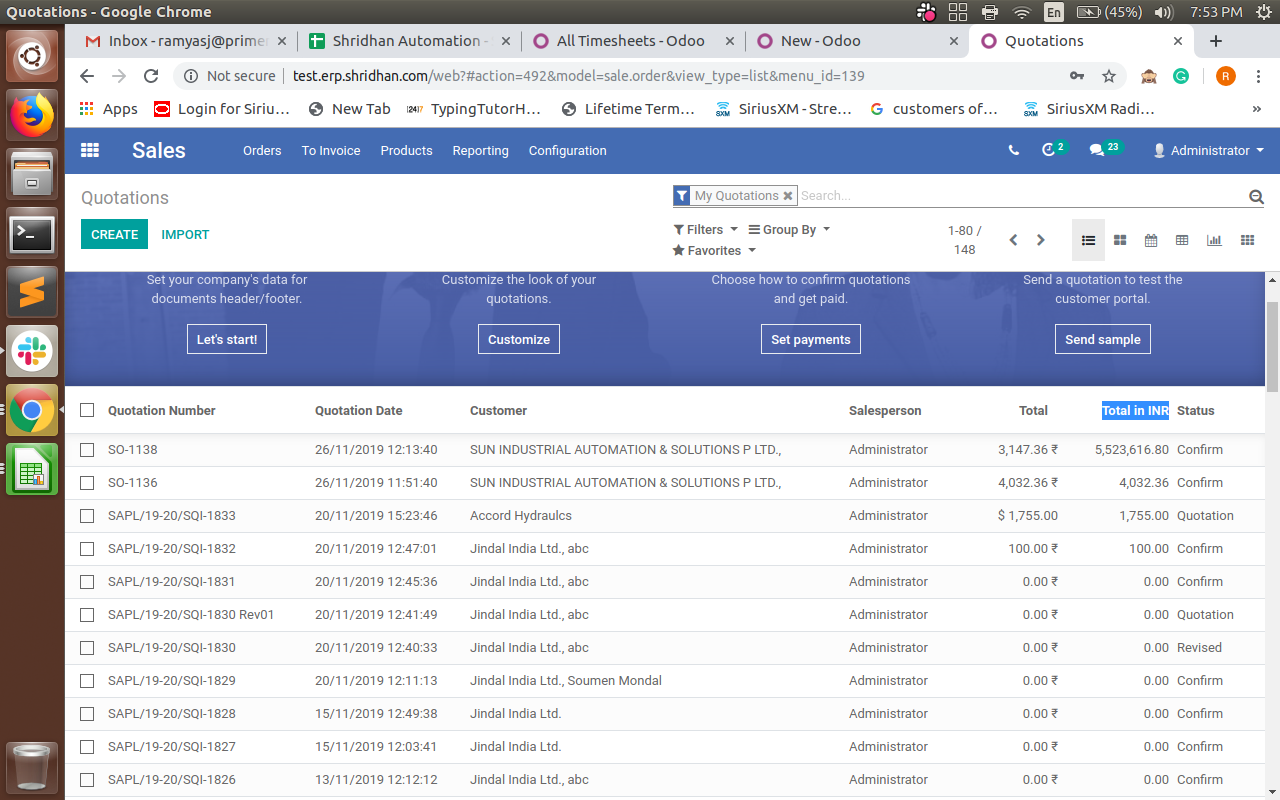 Quotations - Google Chrome
En
(45%)
7:53 PM
Inbox - ramyasj@prime
Shridhan Automation -
All Timesheets - Odoo
New - Odoo
Quotations
Not secure
test.erp.shridhan.com/web?#action=492&model=sale.order&view_type=list&menu_id=139
R
Apps
Login for Siriu...
New Tab
TypingTutorH...
Lifetime Term...
SiriusXM - Stre...
customers of...
SiriusXM Radi...
»
Sales
Orders
To Invoice
Products
Reporting
Configuration
2
23
Administrator
Quotations
My Quotations
Search...
CREATE
IMPORT
Filters
Group By
Favorites
1-80 /
148
Set your company's data for
documents header/footer.
Let's start!
Customize the look of your
quotations.
Customize
Choose how to confirm quotations
and get paid.
Set payments
Send a quotation to test the
customer portal.
Send sample
Quotation Number Quotation Date Customer Salesperson Total Total in INR Status
SO-1138 26/11/2019 12:13:40 SUN INDUSTRIAL AUTOMATION & SOLUTIONS P LTD., Administrator 3,147.36 ₹ 5,523,616.80 Confirm
SO-1136 26/11/2019 11:51:40 SUN INDUSTRIAL AUTOMATION & SOLUTIONS P LTD., Administrator 4,032.36 ₹ 4,032.36 Confirm
SAPL/19-20/SQI-1833 20/11/2019 15:23:46 Accord Hydraulcs Administrator $ 1,755.00 1,755.00 Quotation
SAPL/19-20/SQI-1832 20/11/2019 12:47:01 Jindal India Ltd., abc Administrator 100.00 ₹ 100.00 Confirm
SAPL/19-20/SQI-1831 20/11/2019 12:45:36 Jindal India Ltd., abc Administrator 0.00 ₹ 0.00 Confirm
SAPL/19-20/SQI-1830 Rev01 20/11/2019 12:41:49 Jindal India Ltd., abc Administrator 0.00 ₹ 0.00 Quotation
SAPL/19-20/SQI-1830 20/11/2019 12:40:33 Jindal India Ltd., abc Administrator 0.00 ₹ 0.00 Revised
SAPL/19-20/SQI-1829 20/11/2019 12:11:13 Jindal India Ltd., Soumen Mondal Administrator 0.00 ₹ 0.00 Confirm
SAPL/19-20/SQI-1828 15/11/2019 12:49:38 Jindal India Ltd. Administrator 0.00 ₹ 0.00 Confirm
SAPL/19-20/SQI-1827 15/11/2019 12:03:41 Jindal India Ltd. Administrator 0.00 ₹ 0.00 Confirm
SAPL/19-20/SQI-1826 13/11/2019 12:12:12 Jindal India Ltd., abc Administrator 0.00 ₹ 0.00 Confirm